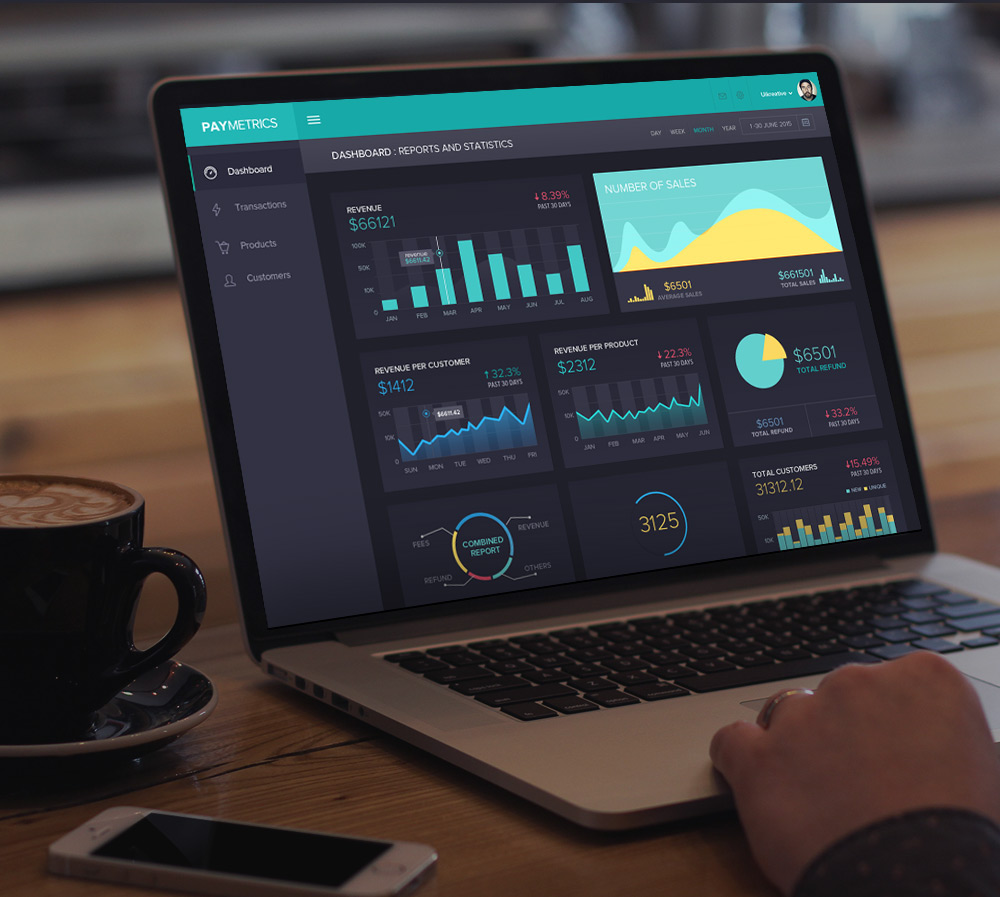 PAYMETRICS
Uiicreative
DASHBOARD : REPORTS AND STATISTICS
DAY WEEK MONTH YEAR 1 -30 JUNE 2015
Dashboard
Transactions
Products
Customers
REVENUE
$66121
↓ 8.39%
PAST 30 DAYS
100K
50K
10K
0
revenue
$6611.42
JAN FEB MAR APR MAY JUN JUL AUG
NUMBER OF SALES
$6501
AVERAGE SALES
$661501
TOTAL SALES
REVENUE PER CUSTOMER
$1412
↑ 32.3%
PAST 30 DAYS
50K
10K
0
$6611.42
SUN MON TUE WED THU FRI
REVENUE PER PRODUCT
$2312
↓ 22.3%
PAST 30 DAYS
50K
10K
0
JAN FEB MAR APR MAY JUN
$6501
TOTAL REFUND
$6501
TOTAL REFUND
↓ 33.2%
PAST 30 DAYS
FEES
REVENUE
COMBINED
REPORT
REFUND
OTHERS
3125
TOTAL CUSTOMERS
31312.12
↓15.49%
PAST 30 DAYS
NEW UNIQUE
50K
10K